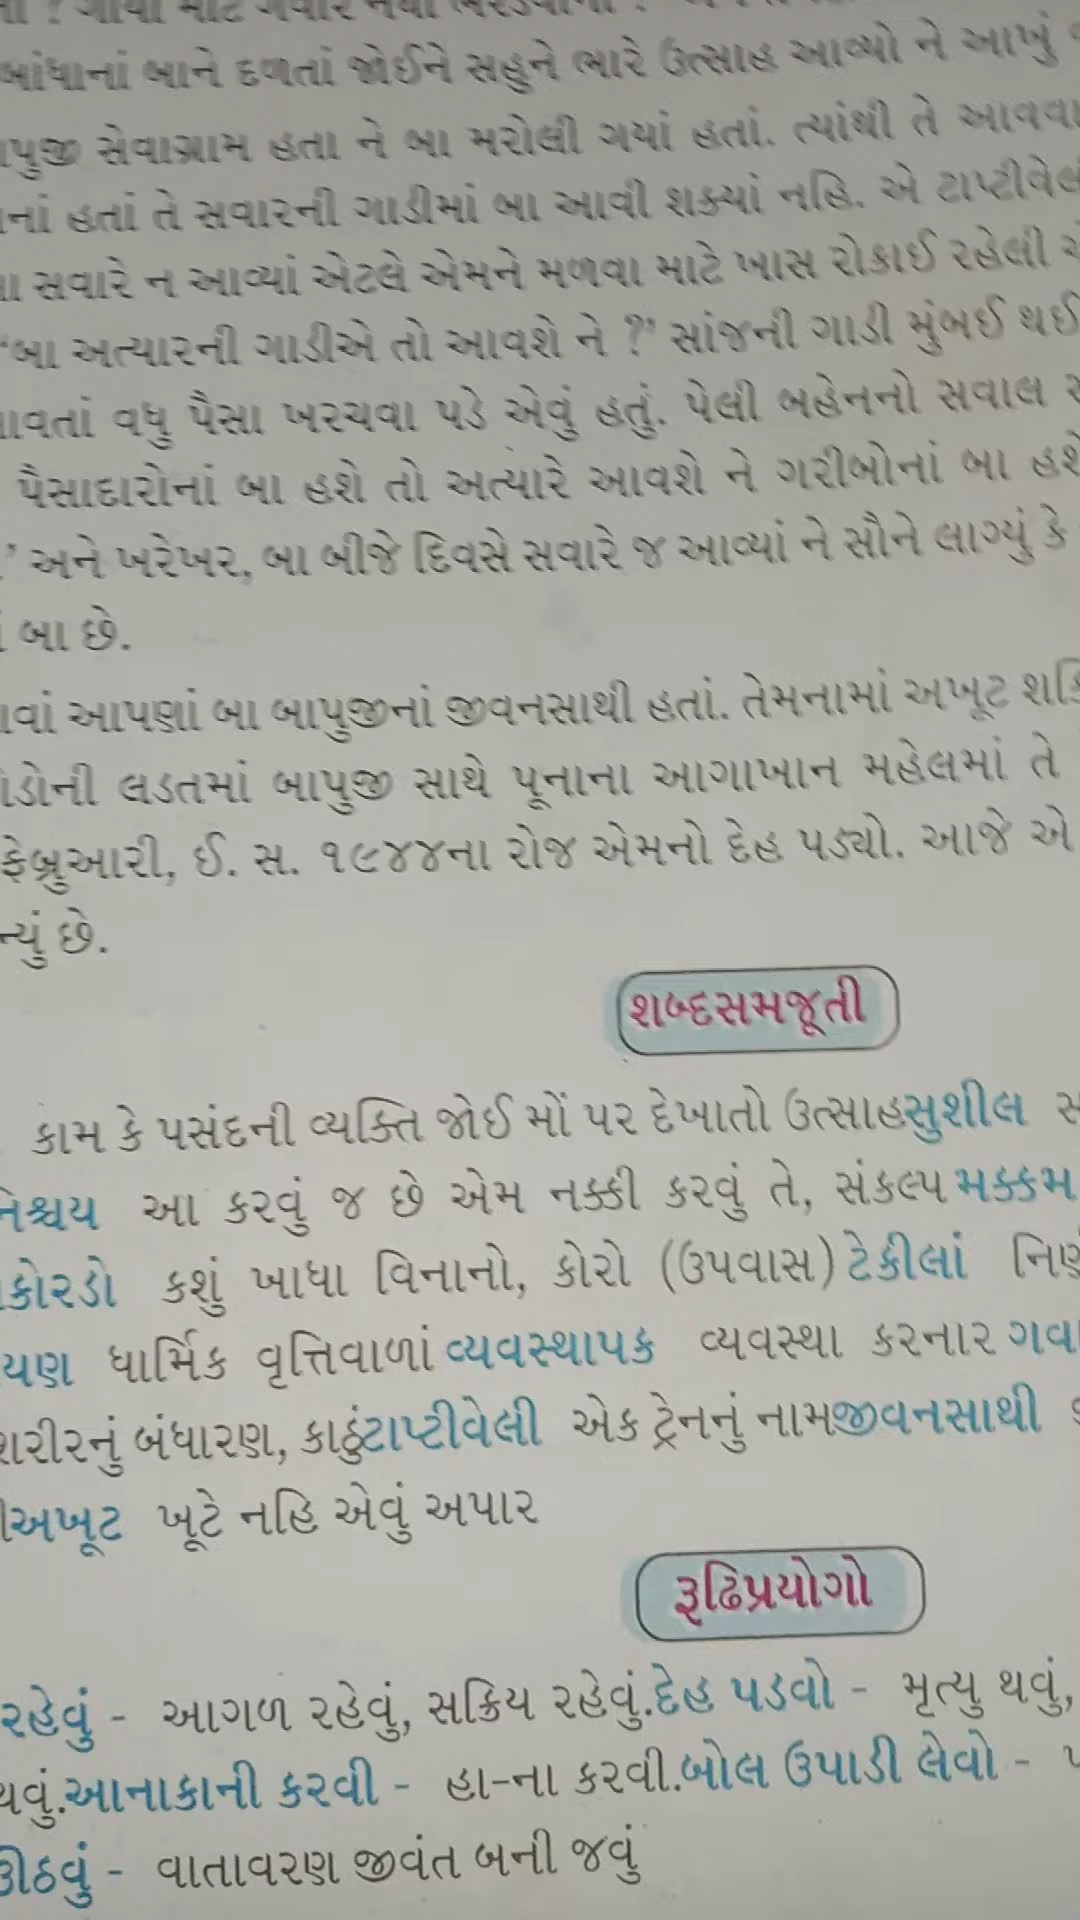 બાંધાનાં બાને દળતાં જોઈને સહુને ભારે ઉત્સાહ આવ્યો ને આખું
સેવાગ્રામ હતા ને બા મરોલી ગયાં હતાં. ત્યાંથી તે આવવા
હતાં તે સવારની ગાડીમાં બા આવી શક્યાં નહિ. એ ટાપ્ટીવેલી
સવારે ન આવ્યાં એટલે એમને મળવા માટે ખાસ રોકાઈ રહેલી
‘બા અત્યારની ગાડીએ તો આવશે ને ?’ સાંજની ગાડી મુંબઈ થઈ
વધુ પૈસા ખરચવા પડે એવું હતું. પેલી બહેનનો સવાલ
પૈસાદારોનાં બા હશે તો અત્યારે આવશે ને ગરીબોનાં બા હશે
’ અને ખરેખર, બા બીજે દિવસે સવારે જ આવ્યાં ને સૌને લાગ્યું કે
બા છે.
આપણાં બા બાપુજીનાં જીવનસાથી હતાં. તેમનામાં અખૂટ
લડતમાં બાપુજી સાથે પૂનાના આગાખાન મહેલમાં તે
ફેબ્રુઆરી, ઈ. સ. ૧૯૪૪ના રોજ એમનો દેહ પડ્યો. આજે એ
છે.
શબ્દસમજૂતી
કામ કે પસંદની વ્યક્તિ જોઈ મોં પર દેખાતો ઉત્સાહસુશીલ
નિશ્ચય આ કરવું જ છે એમ નક્કી કરવું તે, સંકલ્પ મક્કમ
કોરડો કશું ખાધા વિનાનો, કોરો (ઉપવાસ) ટેકીલાં
ધાર્મિક વૃત્તિવાળાં વ્યવસ્થાપક વ્યવસ્થા કરનાર
શરીરનું બંધારણ, કાઠુંટાપ્ટીવેલી એક ટ્રેનનું નામજીવનસાથી
અખૂટ ખૂટે નહિ એવું અપાર
રૂઢિપ્રયોગો
રહેવું - આગળ રહેવું, સક્રિય રહેવું.દેહ પડવો - મૃત્યુ થવું,
થવું.આનાકાની કરવી - હા-ના કરવી.બોલ ઉપાડી લેવો -
ઊઠવું - વાતાવરણ જીવંત બની જવું